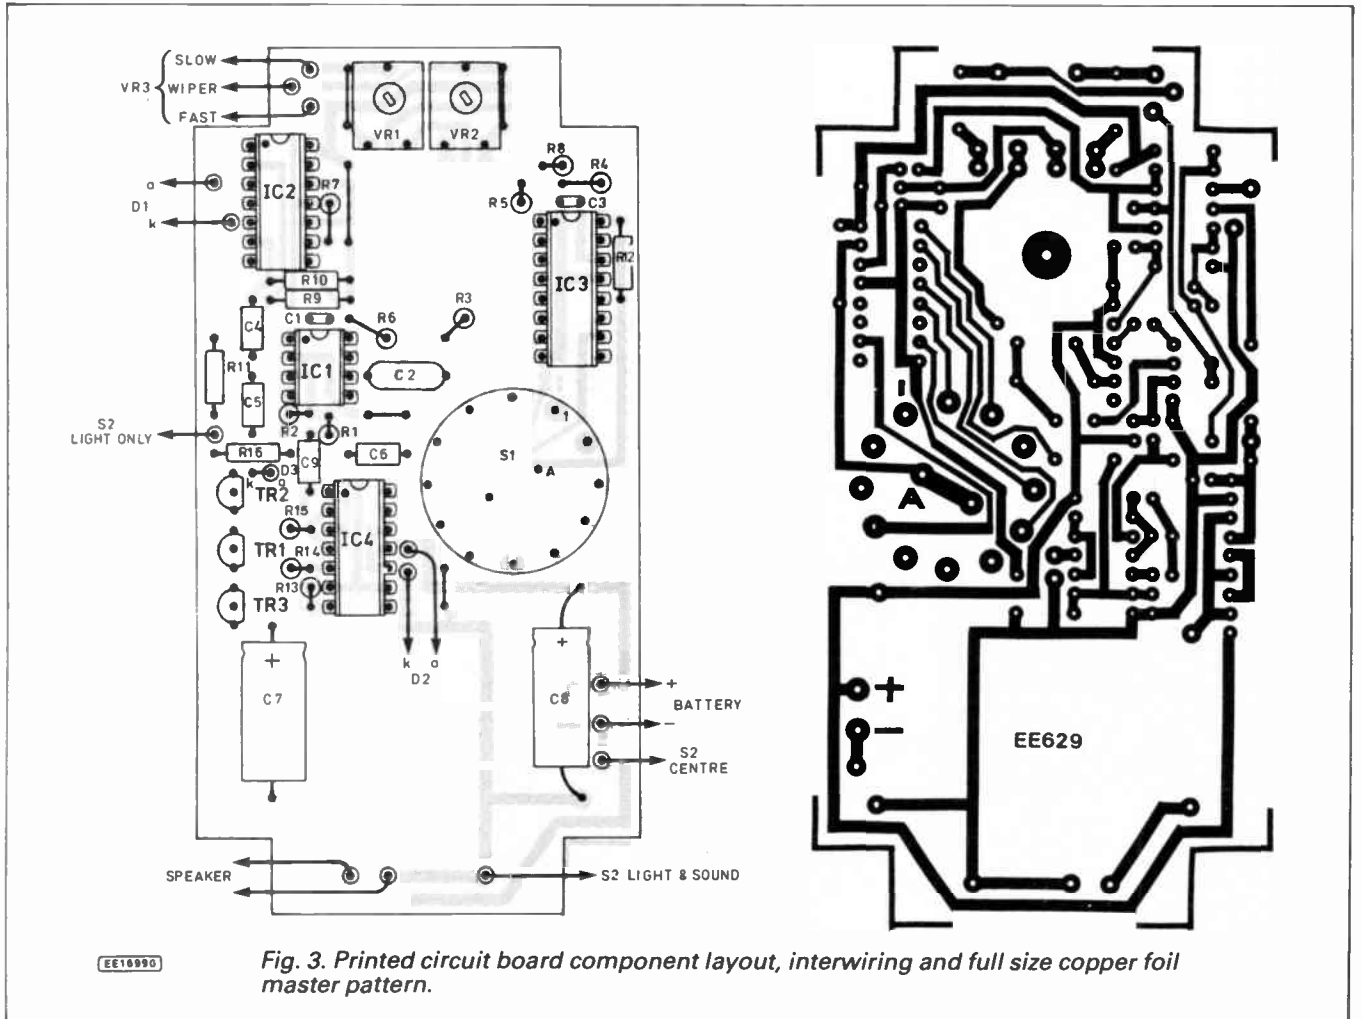 SLOW
VR3 WIPER
FAST
VR1
VR2
IC2
R7
a
D1
k
R8
R4
R5
C3
IC3
R12
R10
R9
C1
R6
R3
C4
IC1
C2
R11
C5
R2
R1
S2
LIGHT ONLY
R16
C9
C6
S1
1
A
k
D3
a
TR2
R15
IC4
TR1
R14
R13
TR3
k
a
D2
+
C7
+
C8
+
BATTERY
−
S2
CENTRE
SPEAKER
S2 LIGHT & SOUND
A
+
−
EE629
EE16990
Fig. 3. Printed circuit board component layout, interwiring and full size copper foil
master pattern.